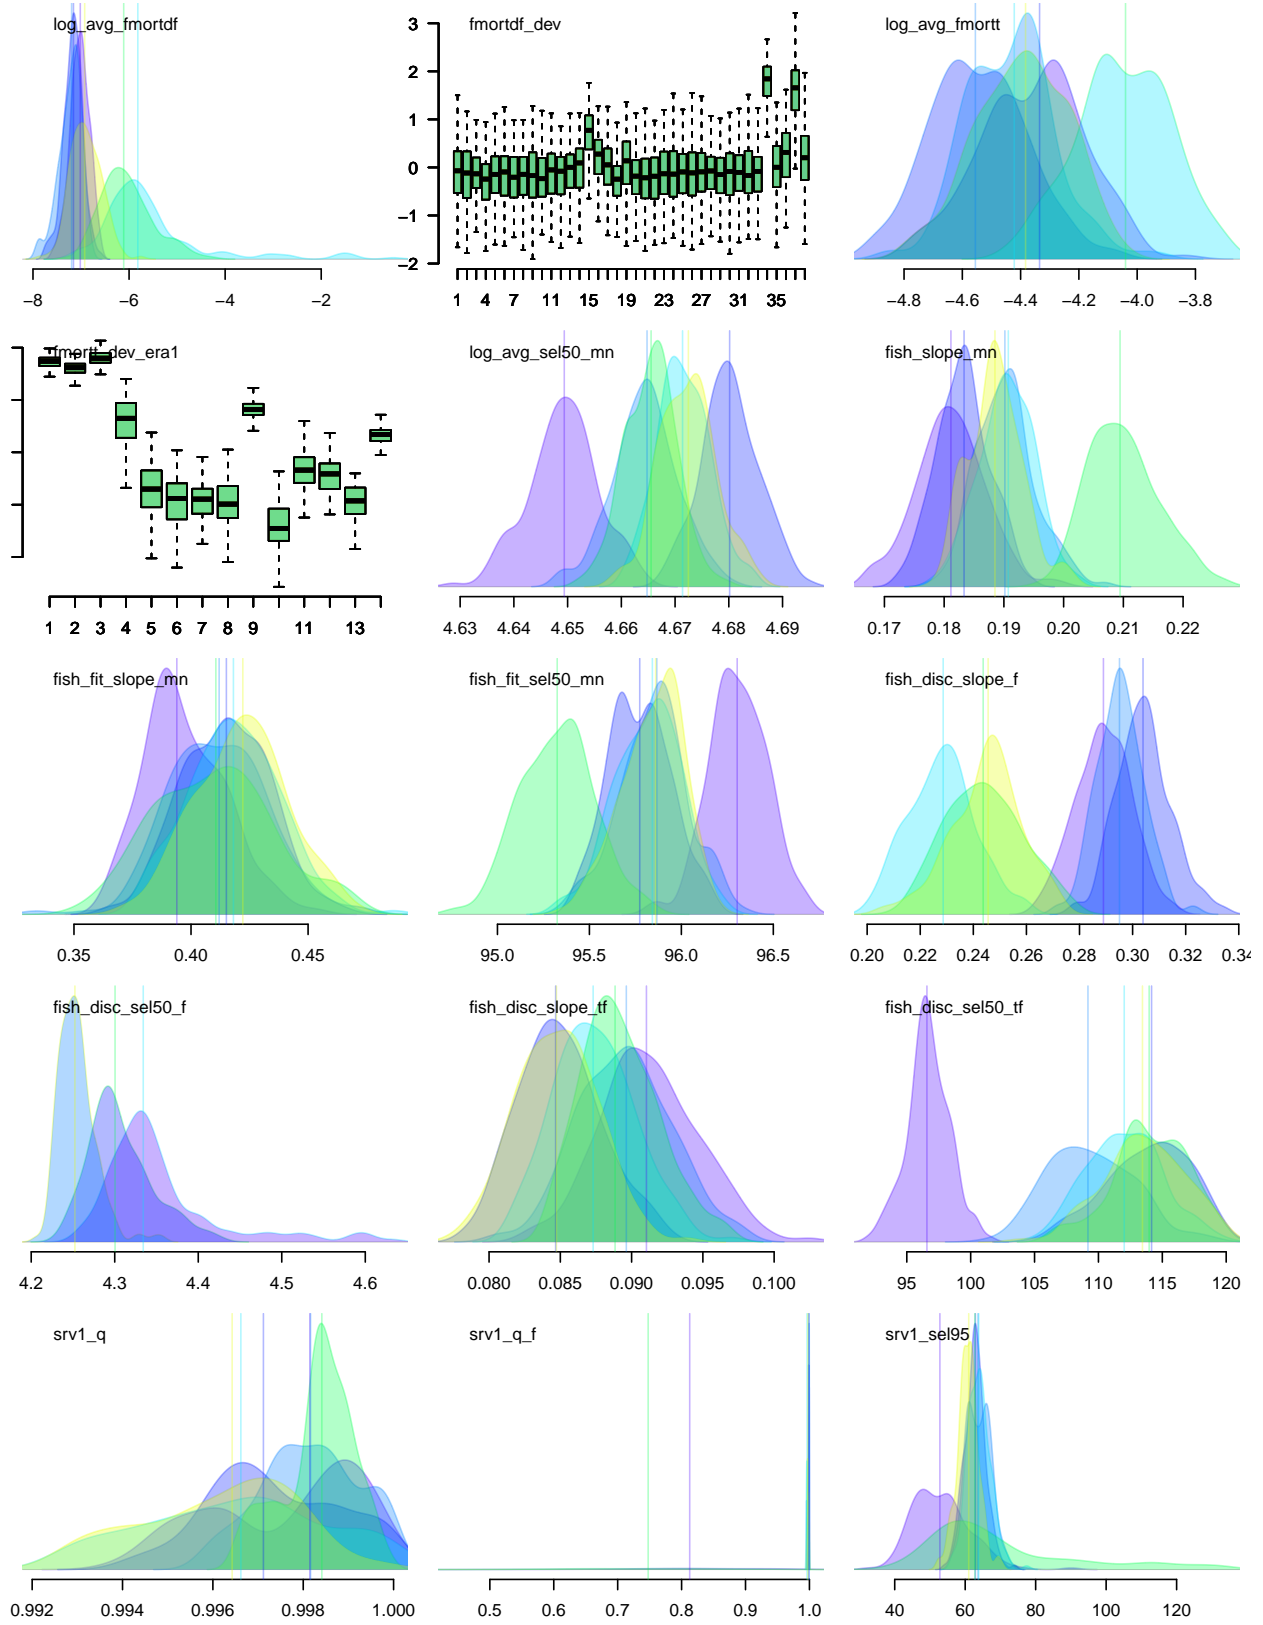 log_avg_fmortdf
fmortdf_dev
log_avg_fmortt
3
2
1
0
−1
−2
−8 −6 −4 −2
1 4 7 11 15 19 23 27 31 35
−4.8 −4.6 −4.4 −4.2 −4.0 −3.8
fmortt_dev_era1
log_avg_sel50_mn
fish_slope_mn
1 2 3 4 5 6 7 8 9 11 13
4.63 4.64 4.65 4.66 4.67 4.68 4.69
0.17 0.18 0.19 0.20 0.21 0.22
fish_fit_slope_mn
fish_fit_sel50_mn
fish_disc_slope_f
0.35 0.40 0.45
95.0 95.5 96.0 96.5
0.20 0.22 0.24 0.26 0.28 0.30 0.32 0.34
fish_disc_sel50_f
fish_disc_slope_tf
fish_disc_sel50_tf
4.2 4.3 4.4 4.5 4.6
0.080 0.085 0.090 0.095 0.100
95 100 105 110 115 120
srv1_q
srv1_q_f
srv1_sel95
0.992 0.994 0.996 0.998 1.000
0.5 0.6 0.7 0.8 0.9 1.0
40 60 80 100 120